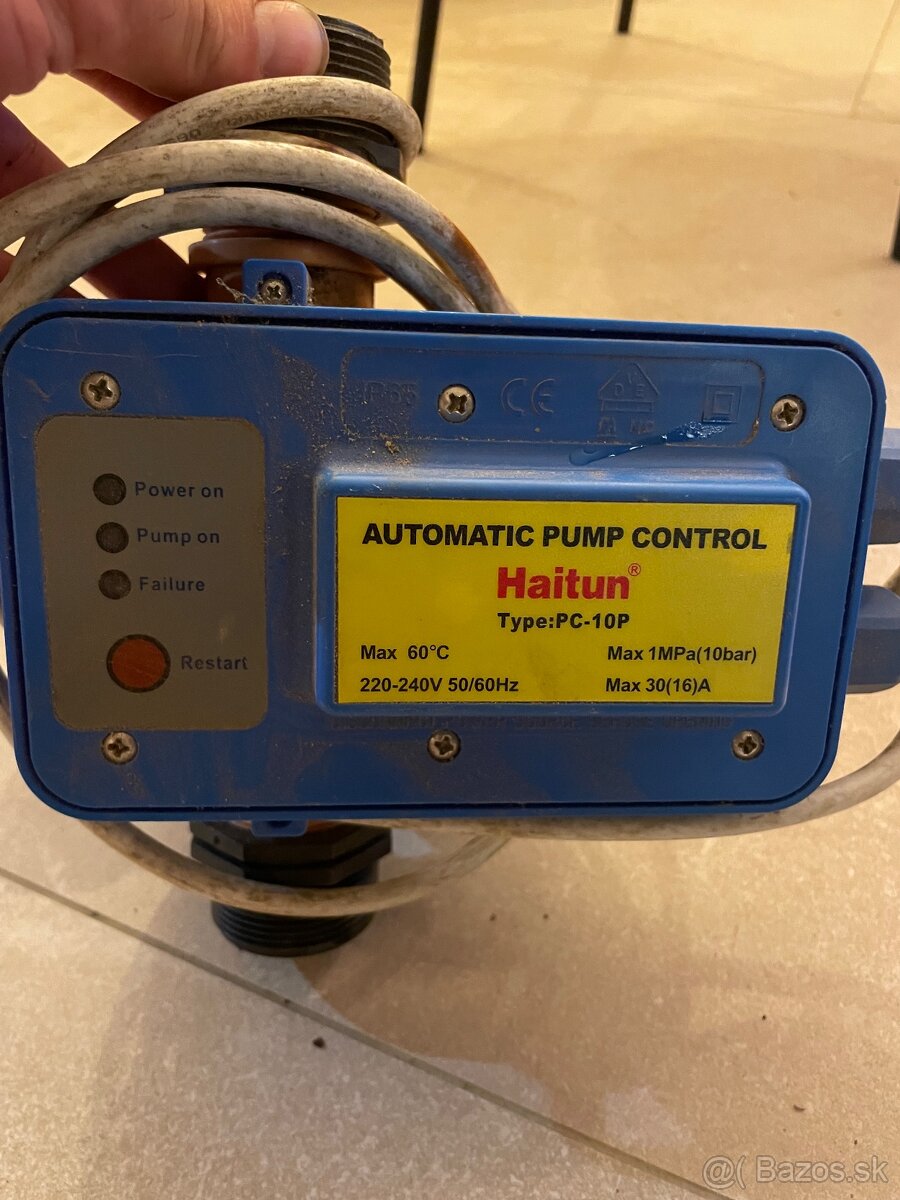 IP65 CE
Power on
Pump on
Failure
Restart
AUTOMATIC PUMP CONTROL
Haitun®
Type:PC-10P
Max 60°C Max 1MPa(10bar)
220-240V 50/60Hz Max 30(16)A
@( Bazos.sk